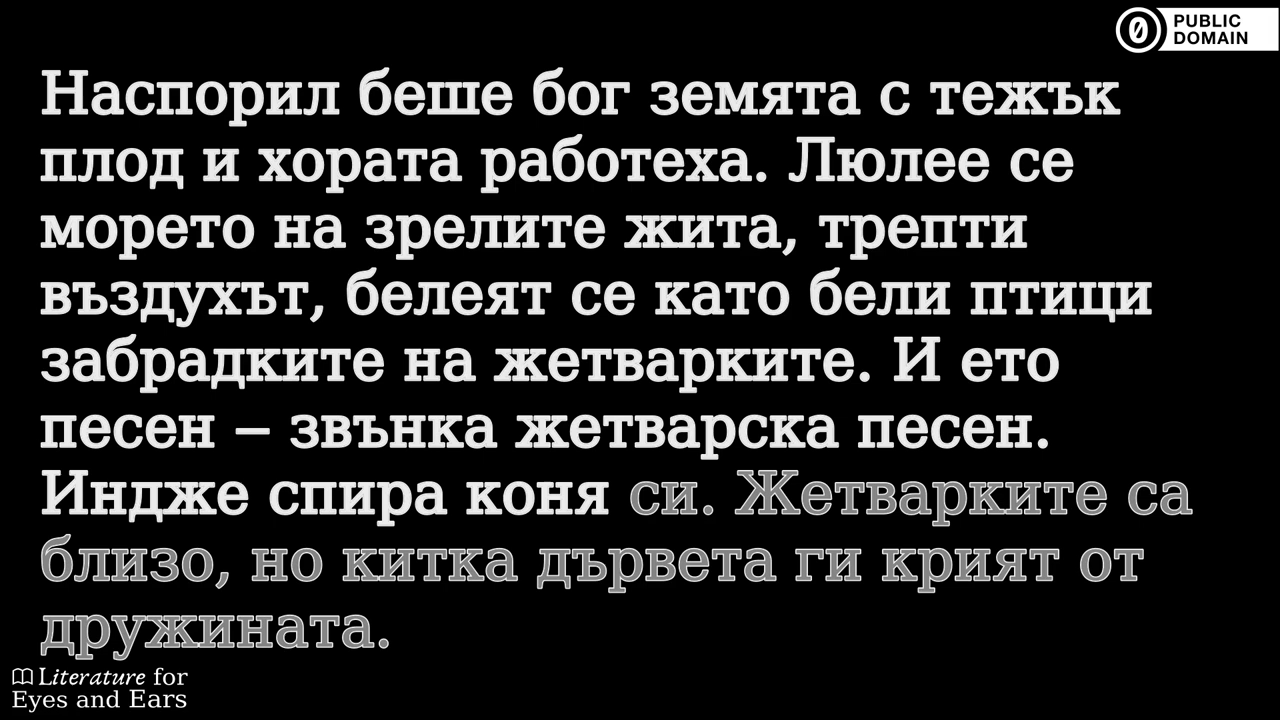 PUBLIC
DOMAIN
Наспорил беше бог земята с тежък
плод и хората работеха. Люлее се
морето на зрелите жита, трепти
въздухът, белеят се като бели птици
забрадките на жетварките. И ето
песен – звънка жетварска песен.
Индже спира коня си. Жетварките са
близо, но китка дървета ги крият от
дружината.
Literature for
Eyes and Ears